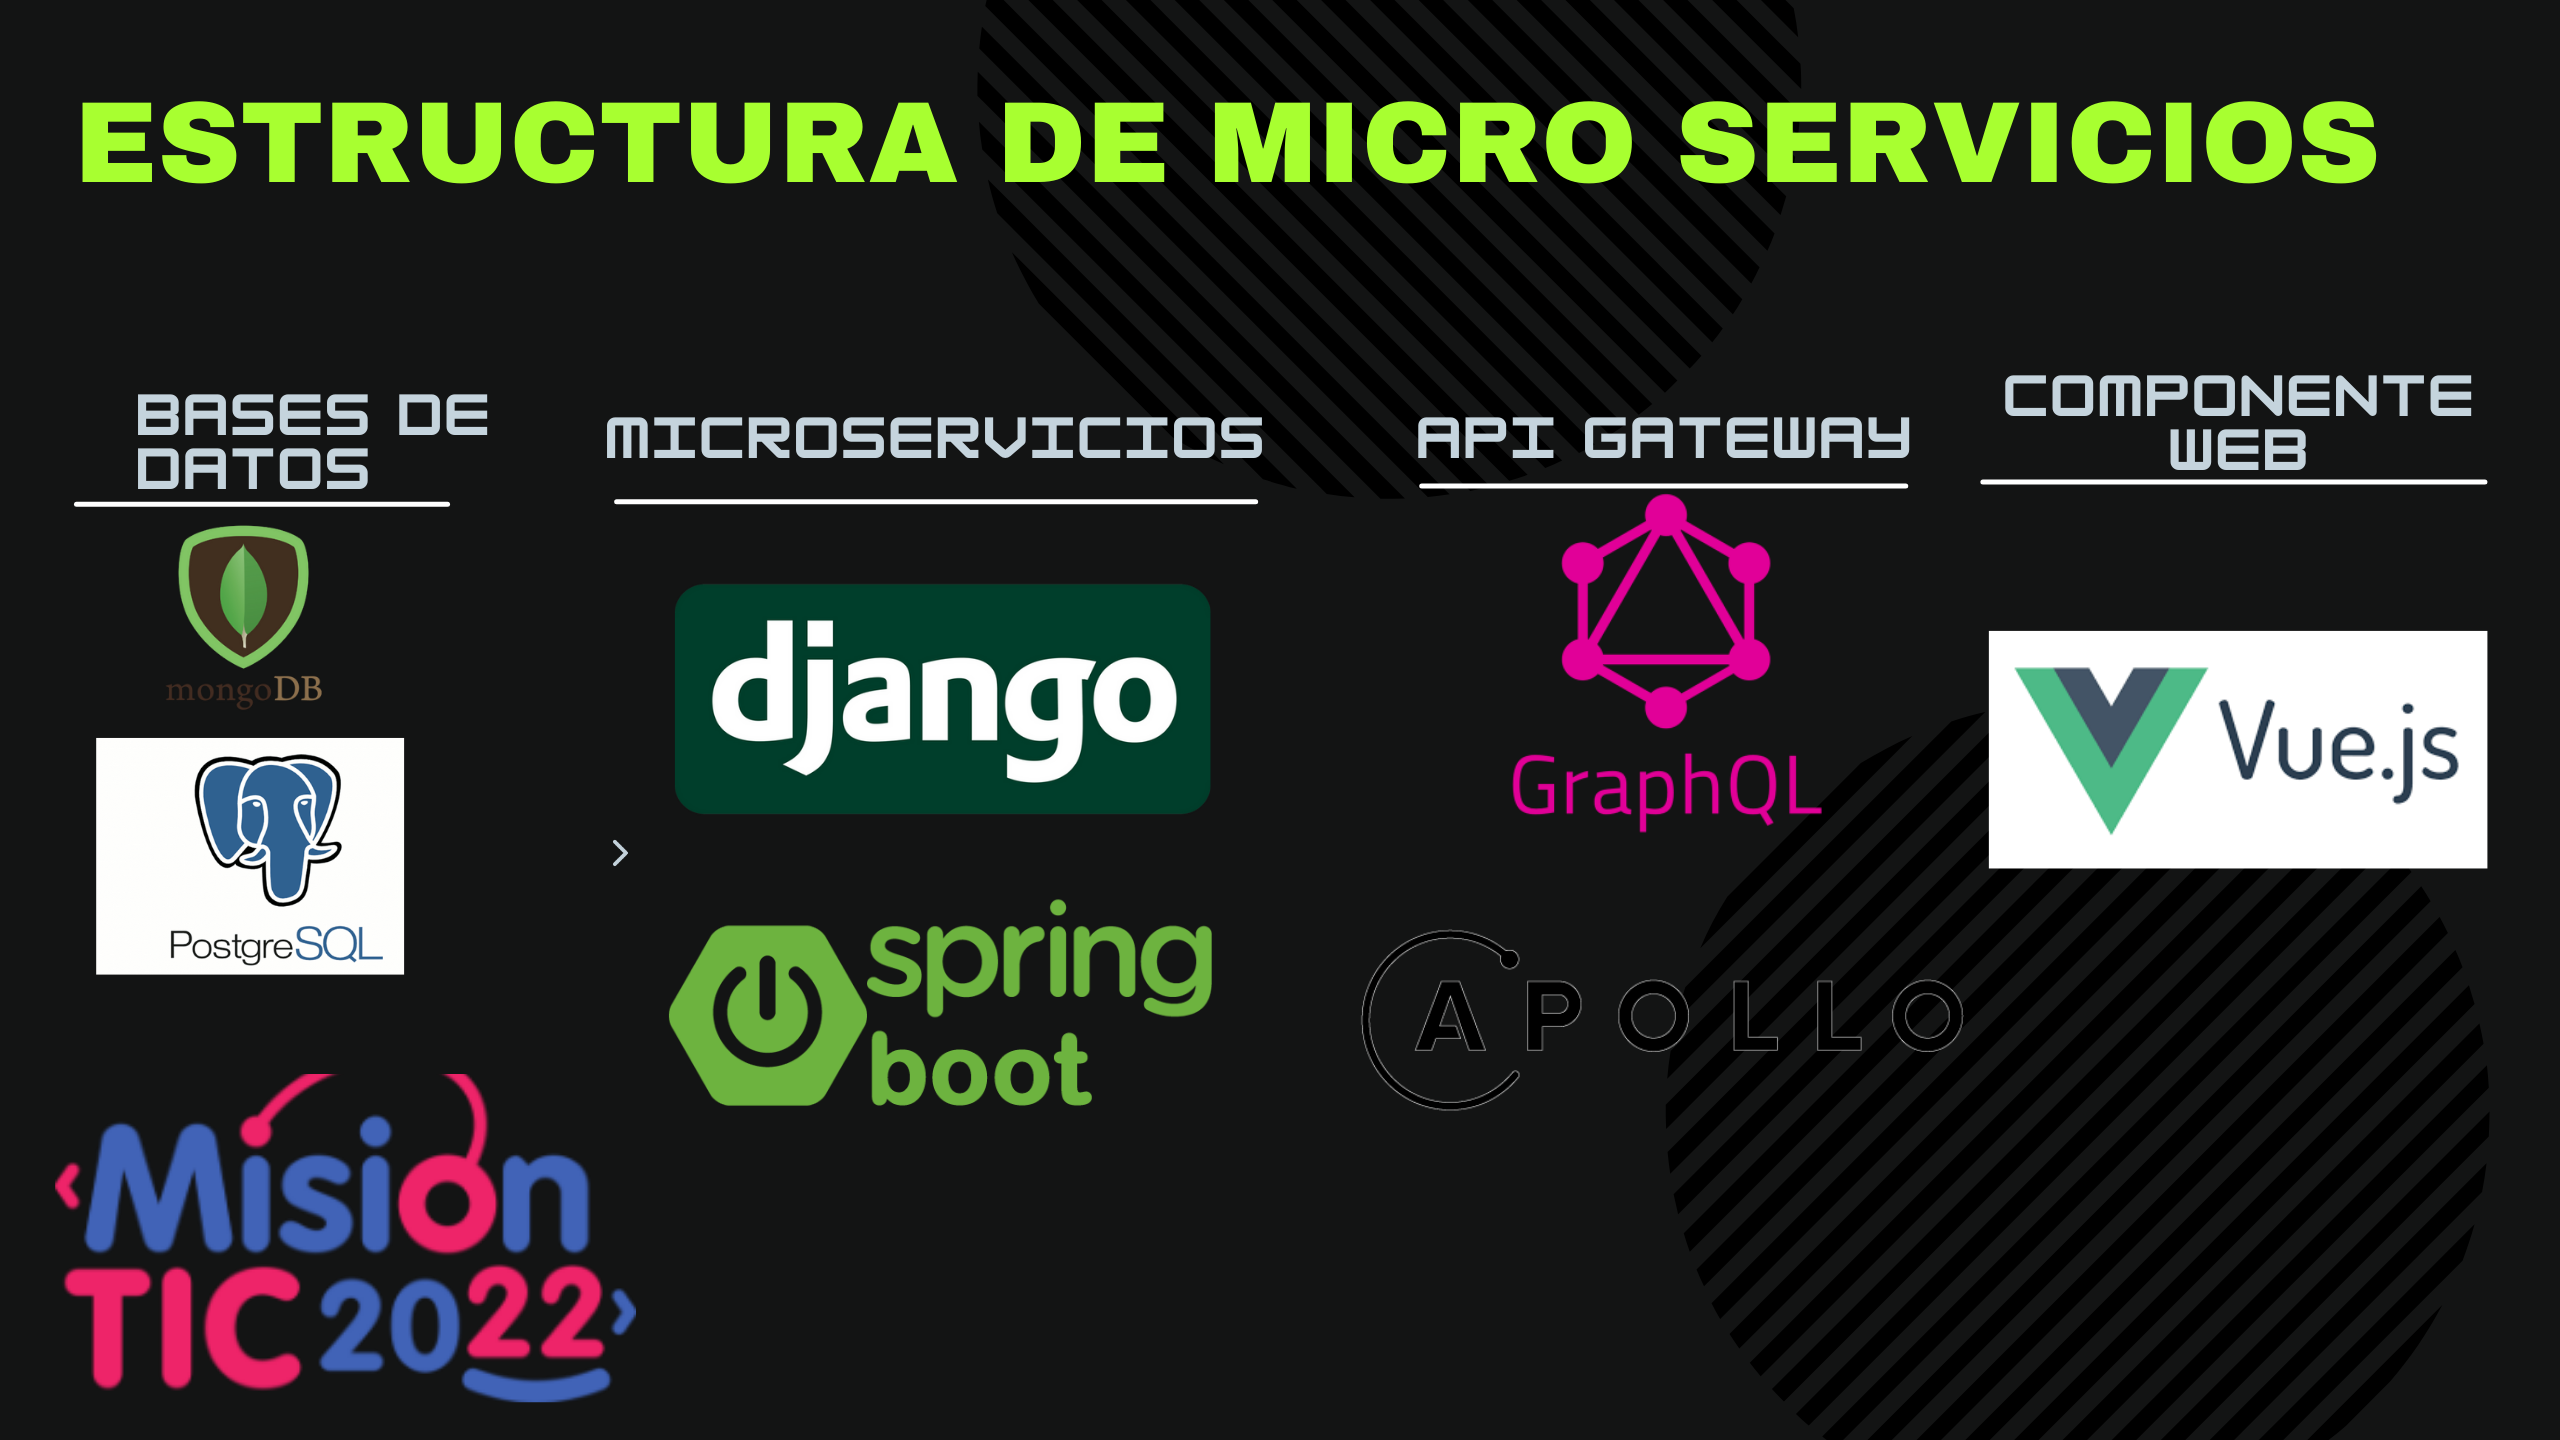 ESTRUCTURA DE MICRO SERVICIOS
BASES DE
DATOS
mongoDB
PostgreSQL
MICROSERVICIOS
django
spring
boot
API GATEWAY
GraphQL
APOLLO
COMPONENTE
WEB
Vue.js
‹Misión
TIC 2022›